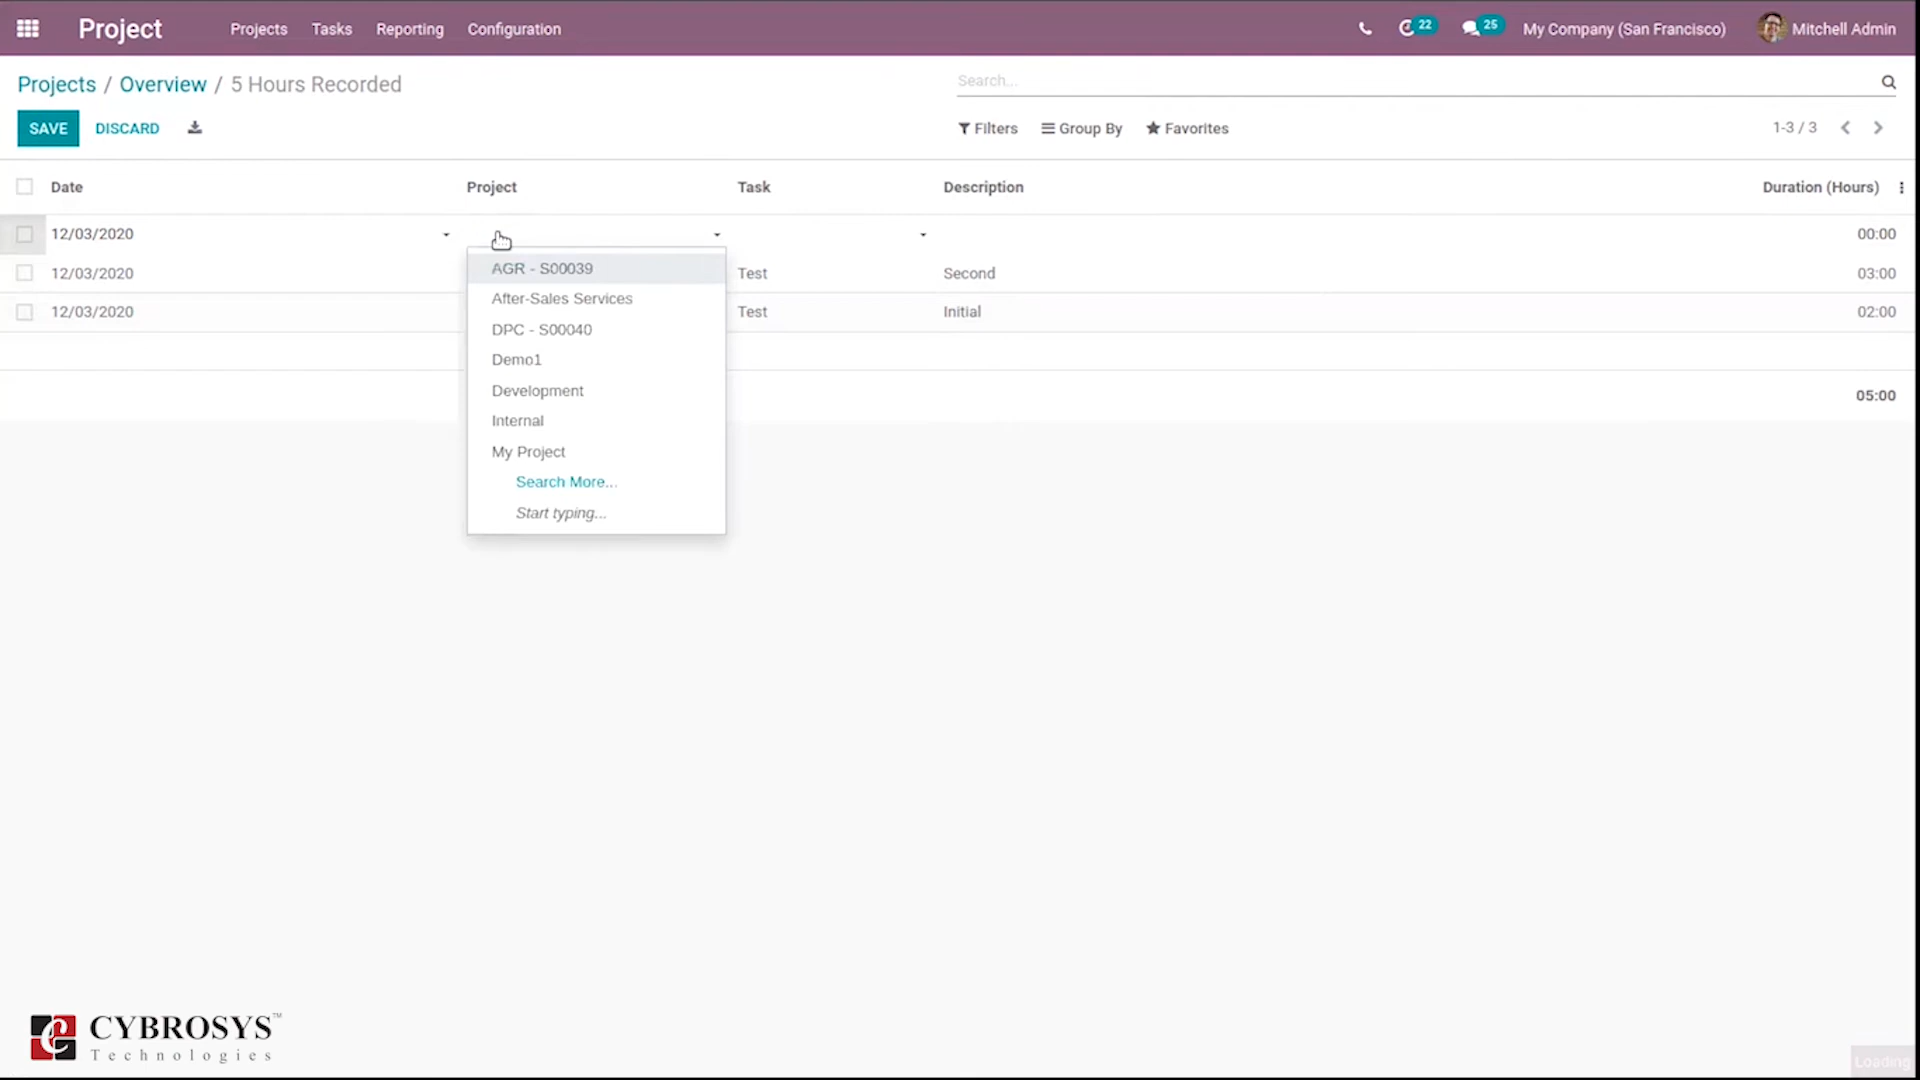 Project Projects Tasks Reporting Configuration 22 25 My Company (San Francisco) Mitchell Admin
Projects / Overview / 5 Hours Recorded Search...
SAVE DISCARD Filters Group By Favorites 1-3 / 3
Date Project Task Description Duration (Hours)
12/03/2020 00:00
12/03/2020 Test Second 03:00
12/03/2020 Test Initial 02:00
05:00
AGR - S00039
After-Sales Services
DPC - S00040
Demo1
Development
Internal
My Project
Search More...
Start typing...
CYBROSYS™
Technologies
Loading